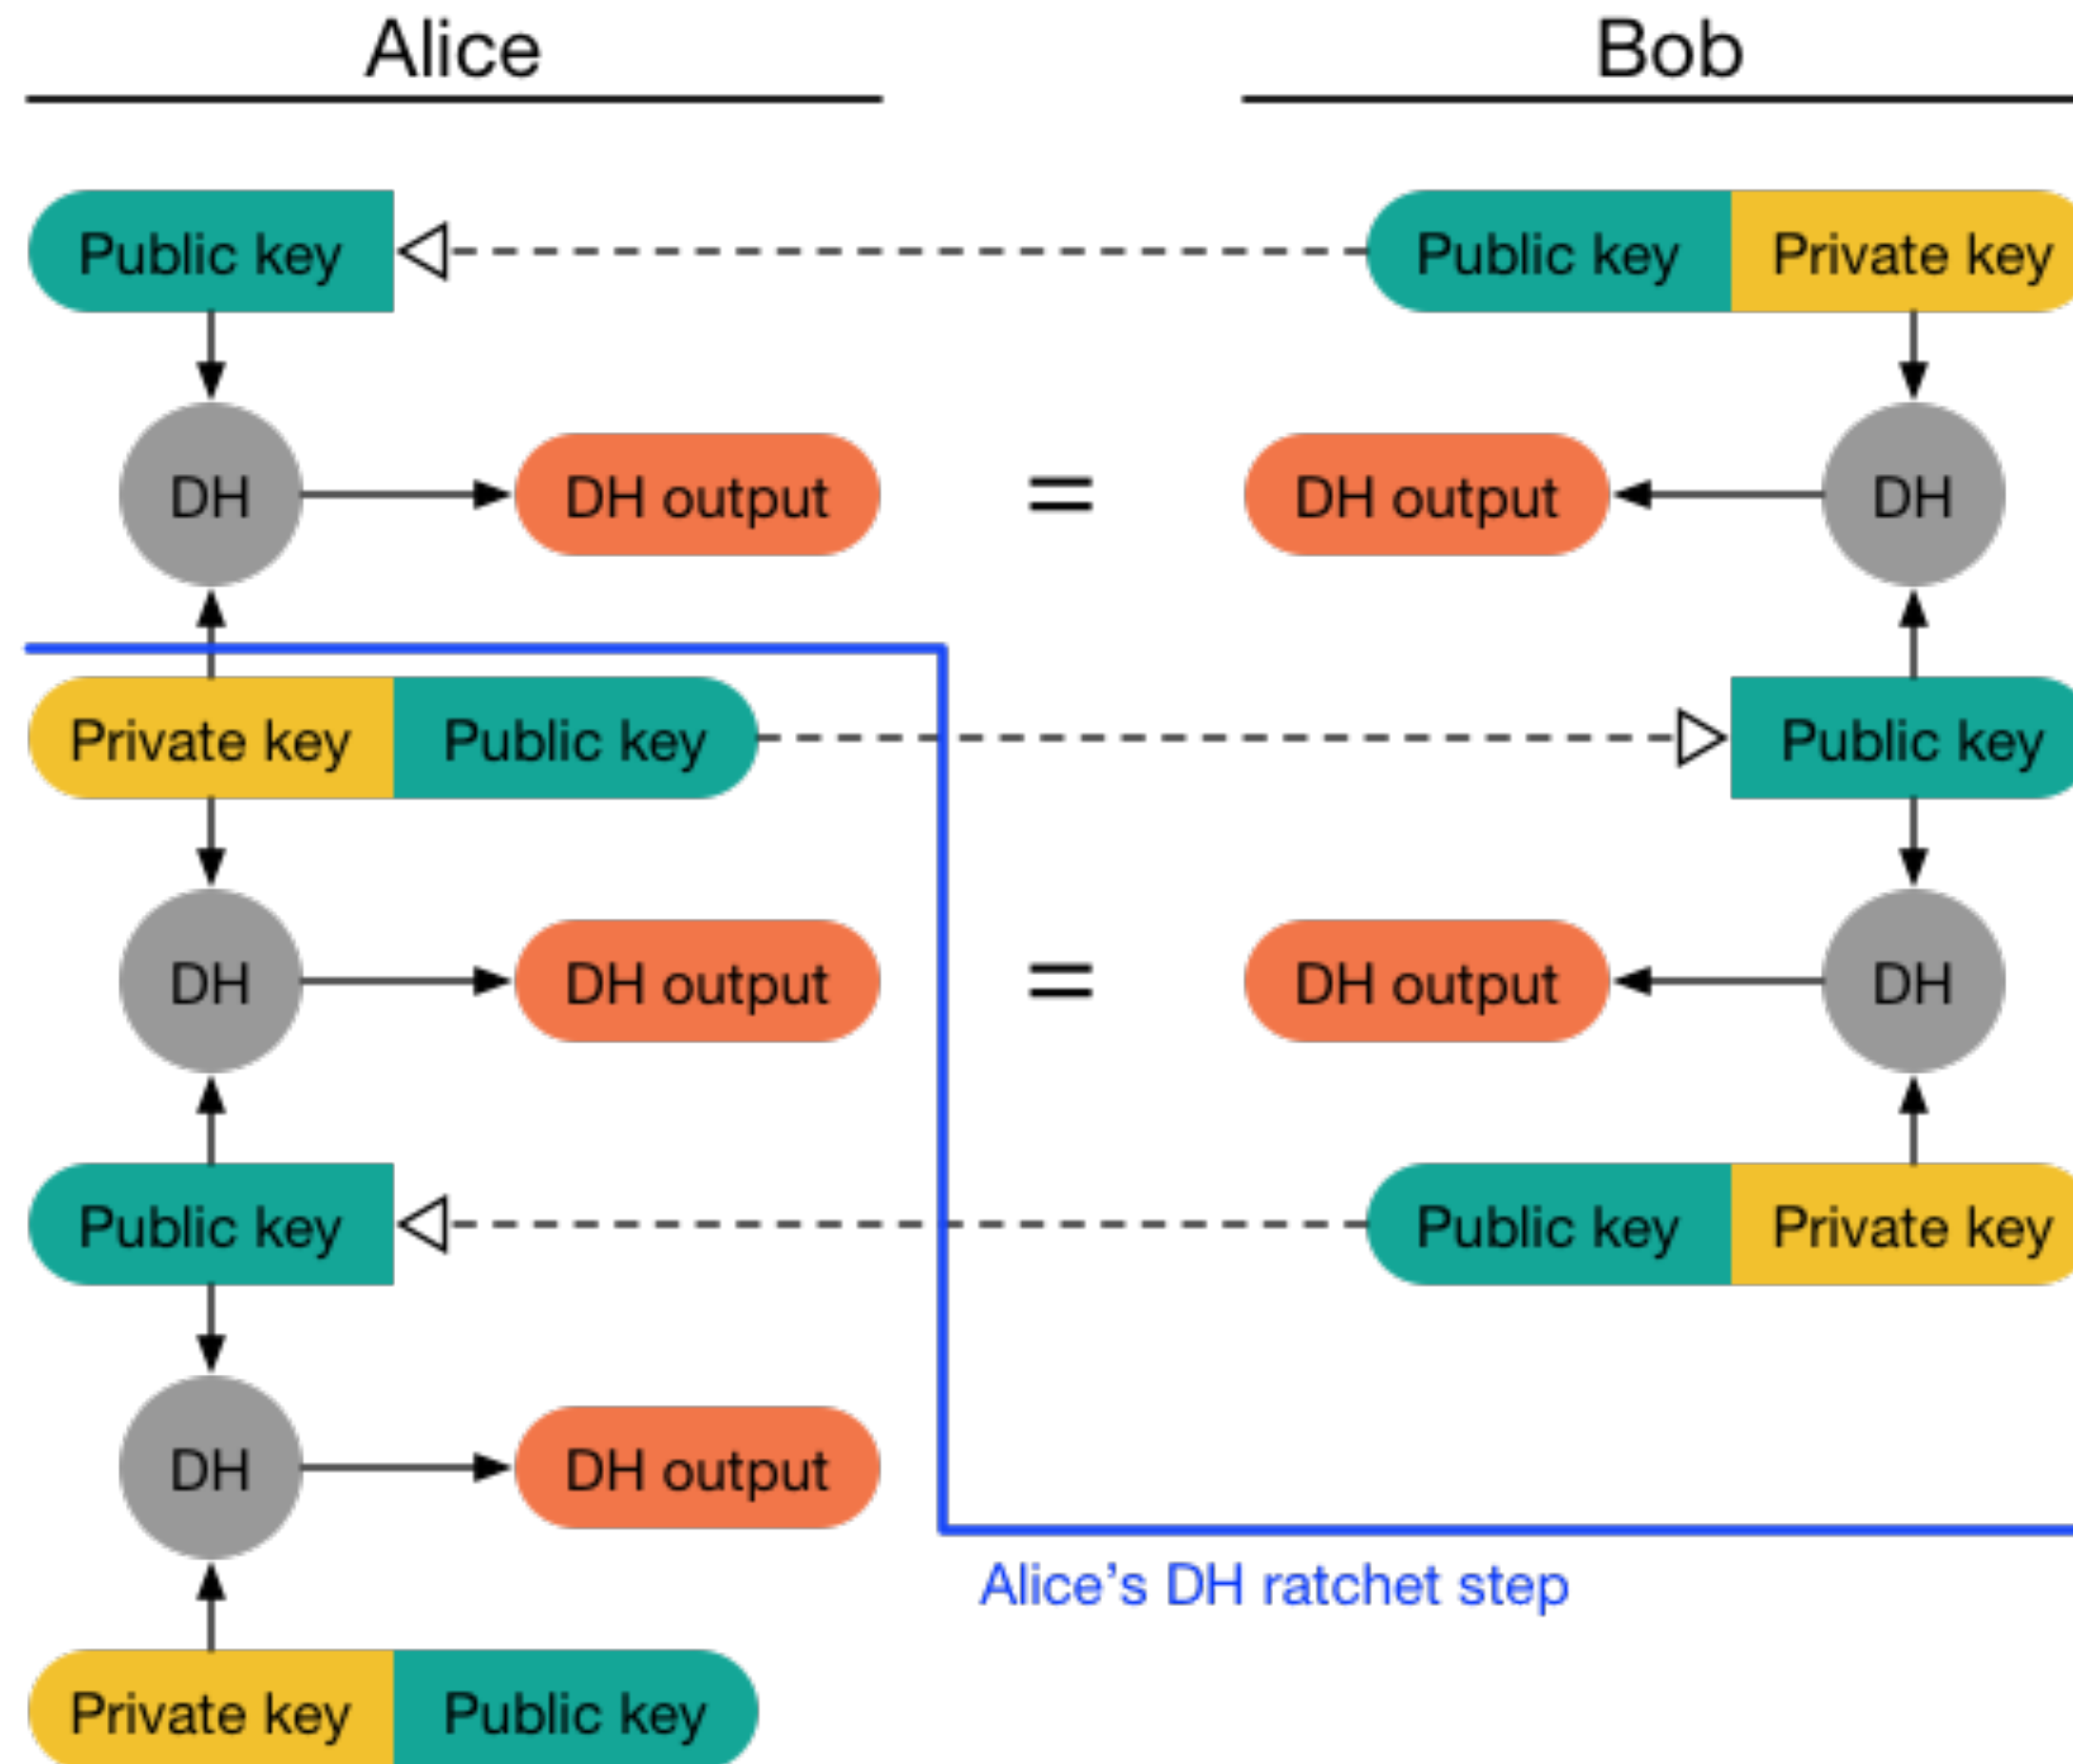 Alice Bob
Public key Public key Private key
DH DH output = DH output DH
Private key Public key Public key
DH DH output = DH output DH
Public key Public key Private key
DH DH output
Alice's DH ratchet step
Private key Public key